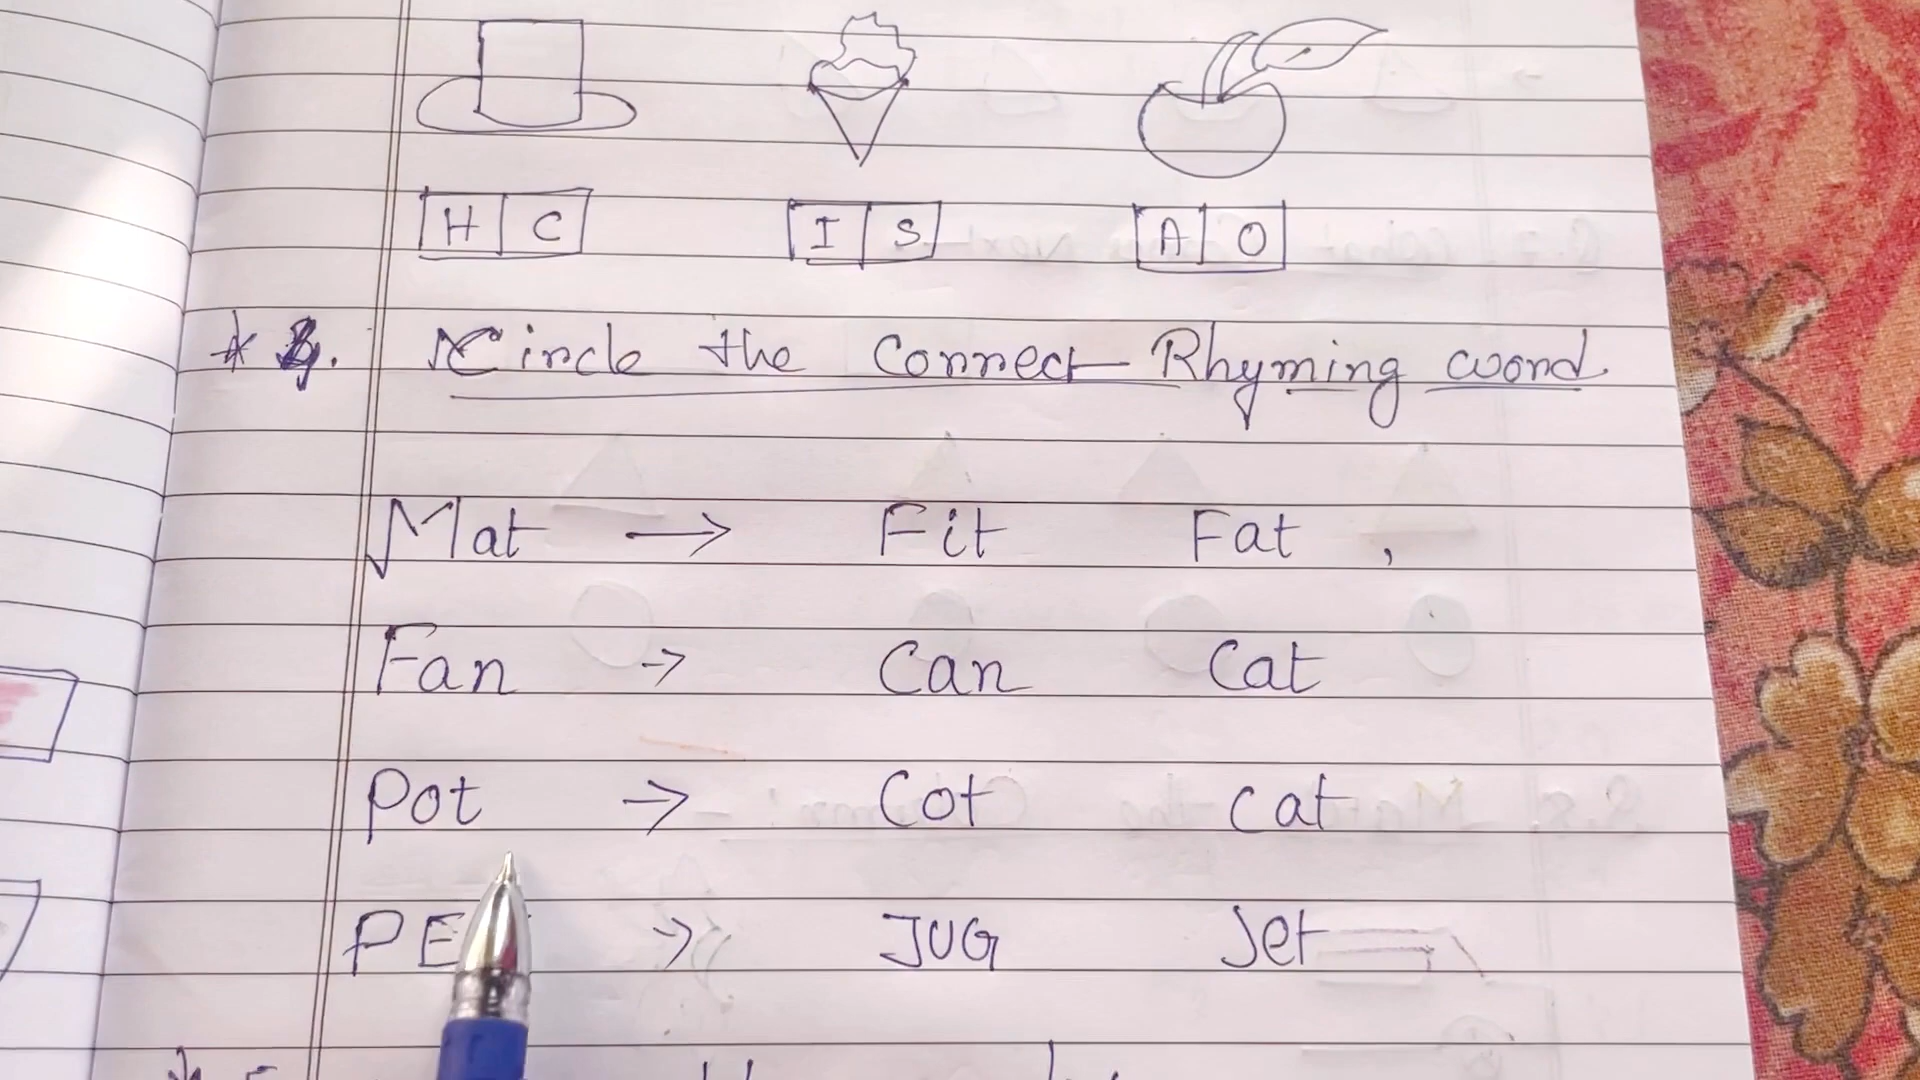 H C I S A O
Circle the Correct Rhyming word
Mat → Fit Fat ,
Fan → Can Cat
Pot → Cot Cat
→ JUG Jet